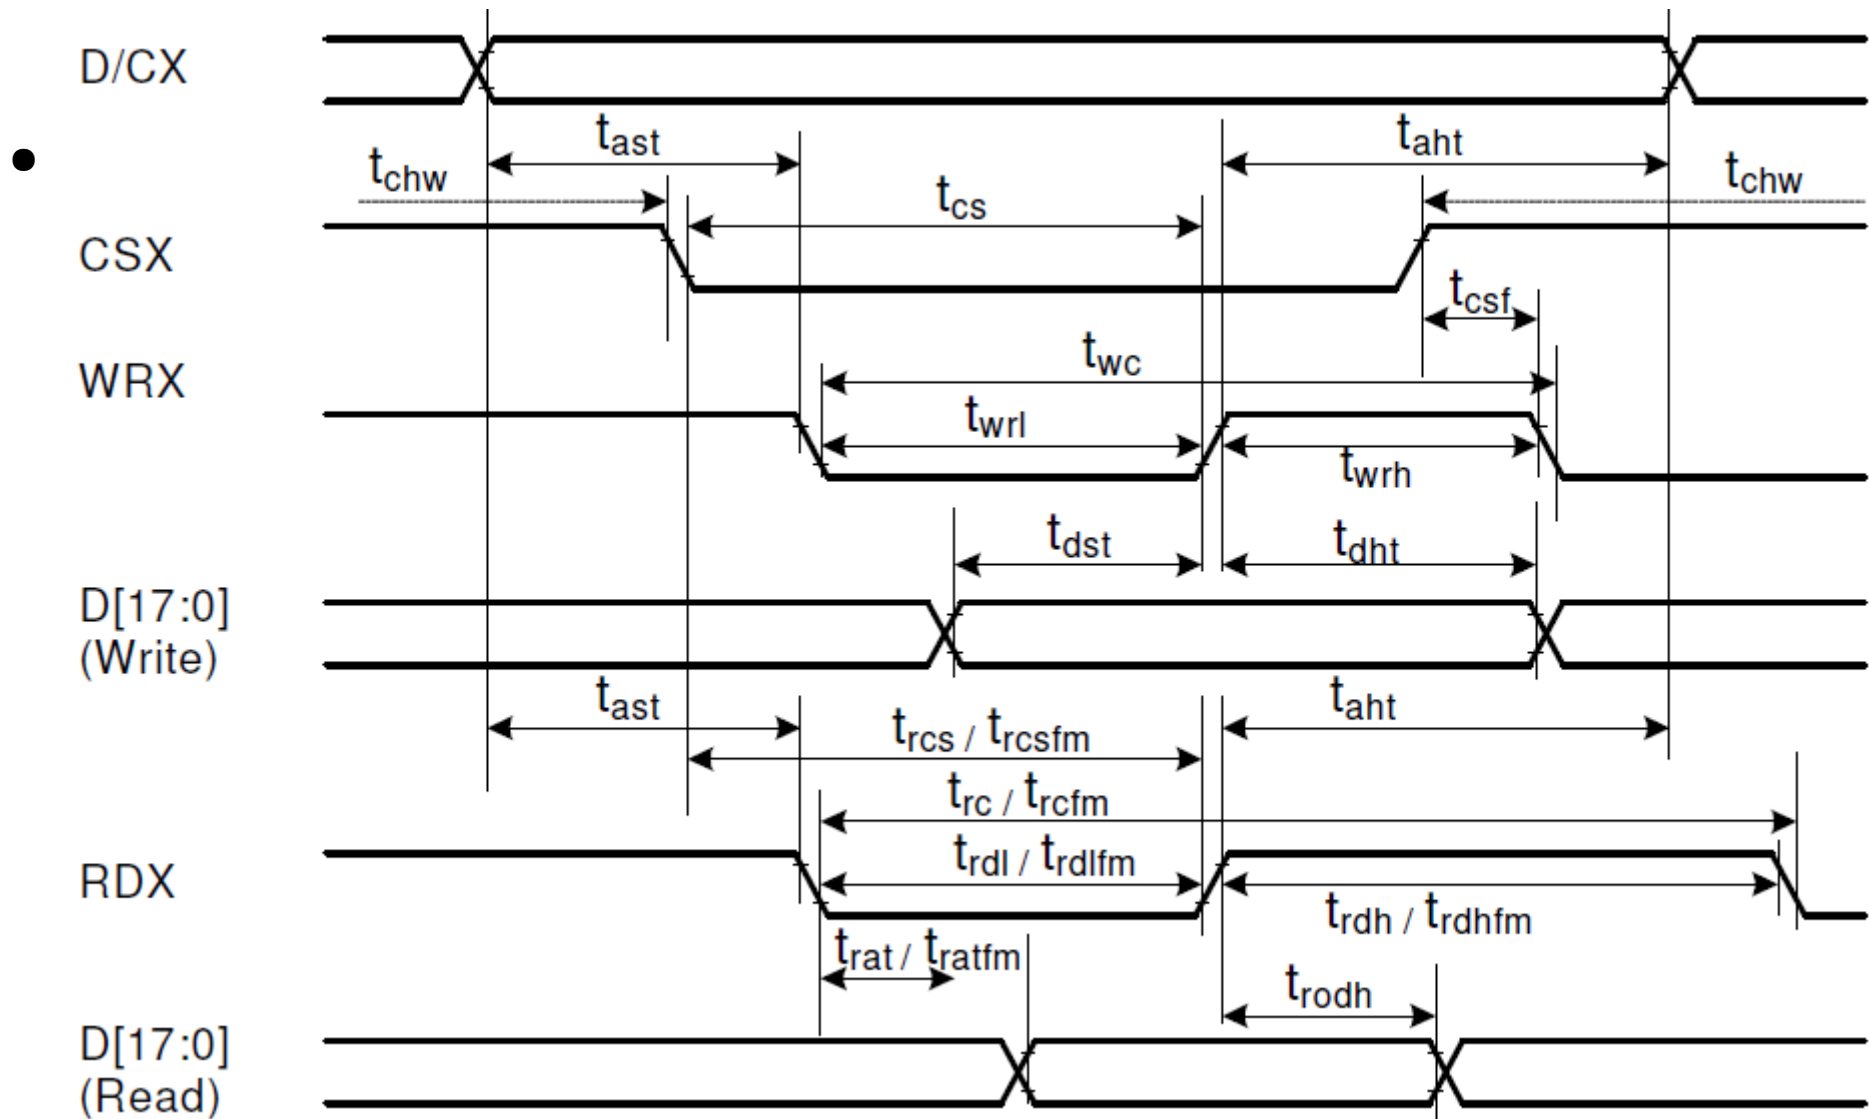 D/CX
tast
taht
tchw
tchw
tcs
CSX
tcsf
twc
WRX
twrl
twrh
tdst
tdht
D[17:0]
(Write)
tast
taht
trcs / trcsfm
trc / trcfm
trdl / trdlfm
RDX
trdh / trdhfm
trat / tratfm
trodh
D[17:0]
(Read)